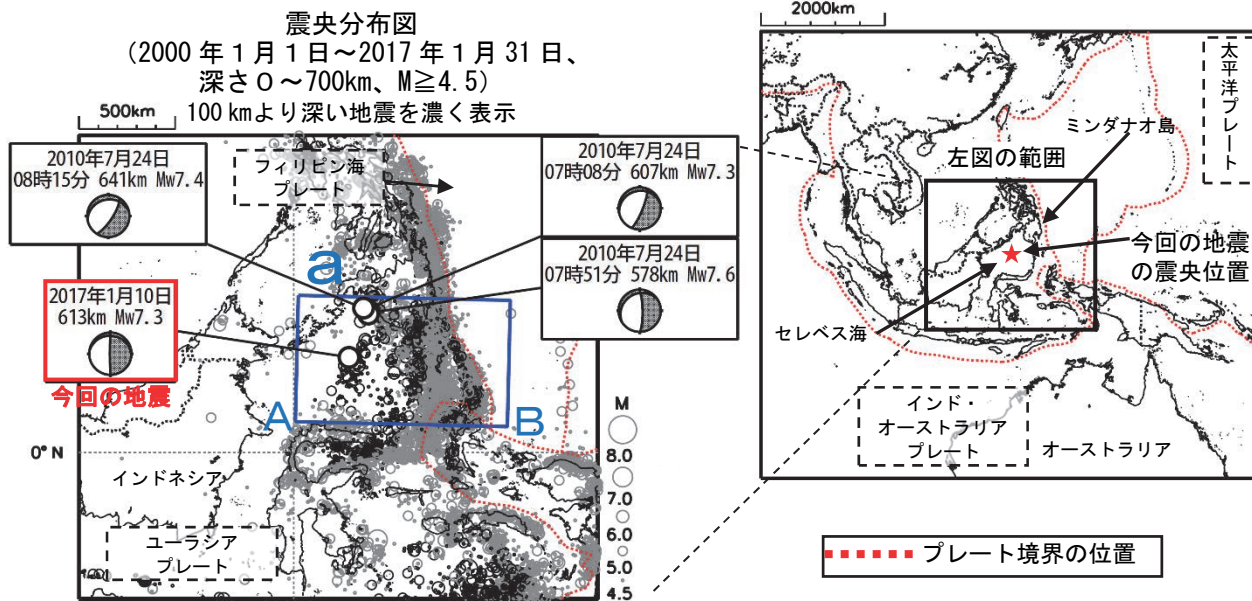 震央分布図
(2000年1月1日~2017年1月31日、
深さ0~700km、M≧4.5)
100kmより深い地震を濃く表示
500km
2010年7月24日
08時15分 641km Mw7.4
フィリピン海
プレート
2010年7月24日
07時08分 607km Mw7.3
2010年7月24日
07時51分 578km Mw7.6
a
2017年1月10日
613km Mw7.3
今回の地震
A
B
0°N
インドネシア
ユーラシア
プレート
M
8.0
7.0
6.0
5.0
4.5
2000km
太平洋プレート
ミンダナオ島
左図の範囲
今回の地震
の震央位置
セレベス海
インド・
オーストラリア
プレート
オーストラリア
プレート境界の位置